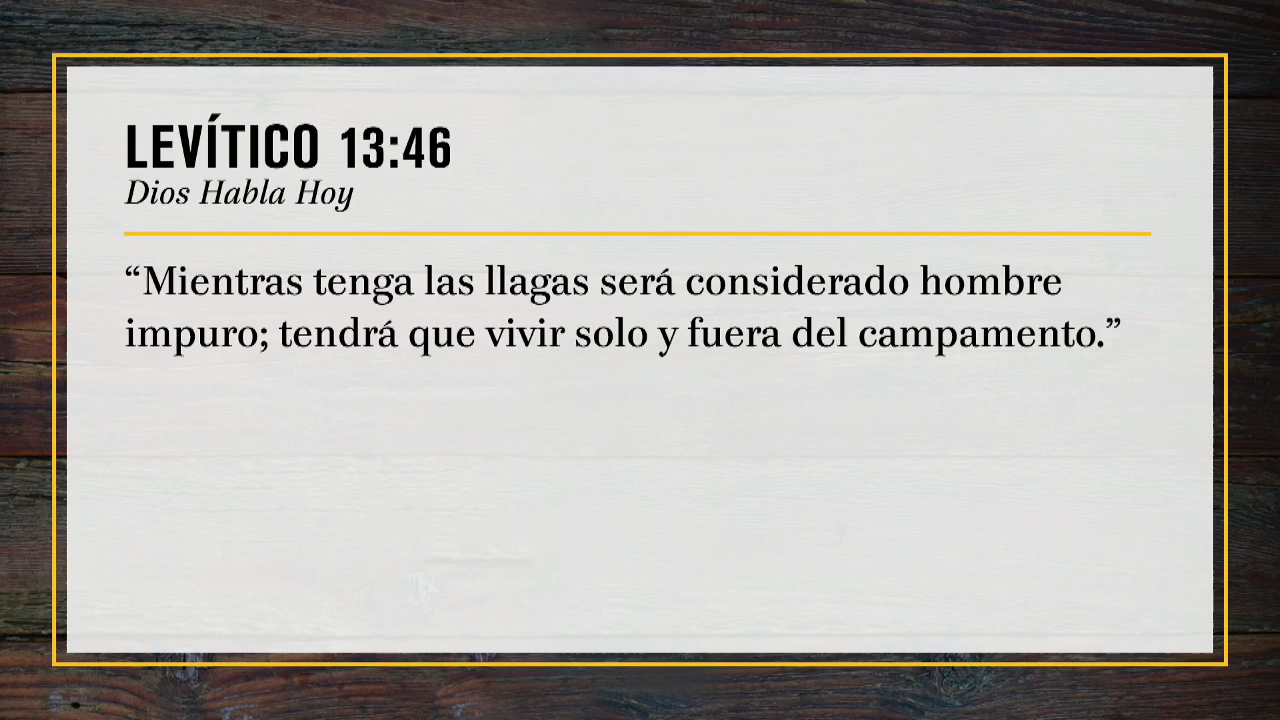 LEVÍTICO 13:46
Dios Habla Hoy
“Mientras tenga las llagas será considerado hombre
impuro; tendrá que vivir solo y fuera del campamento.”